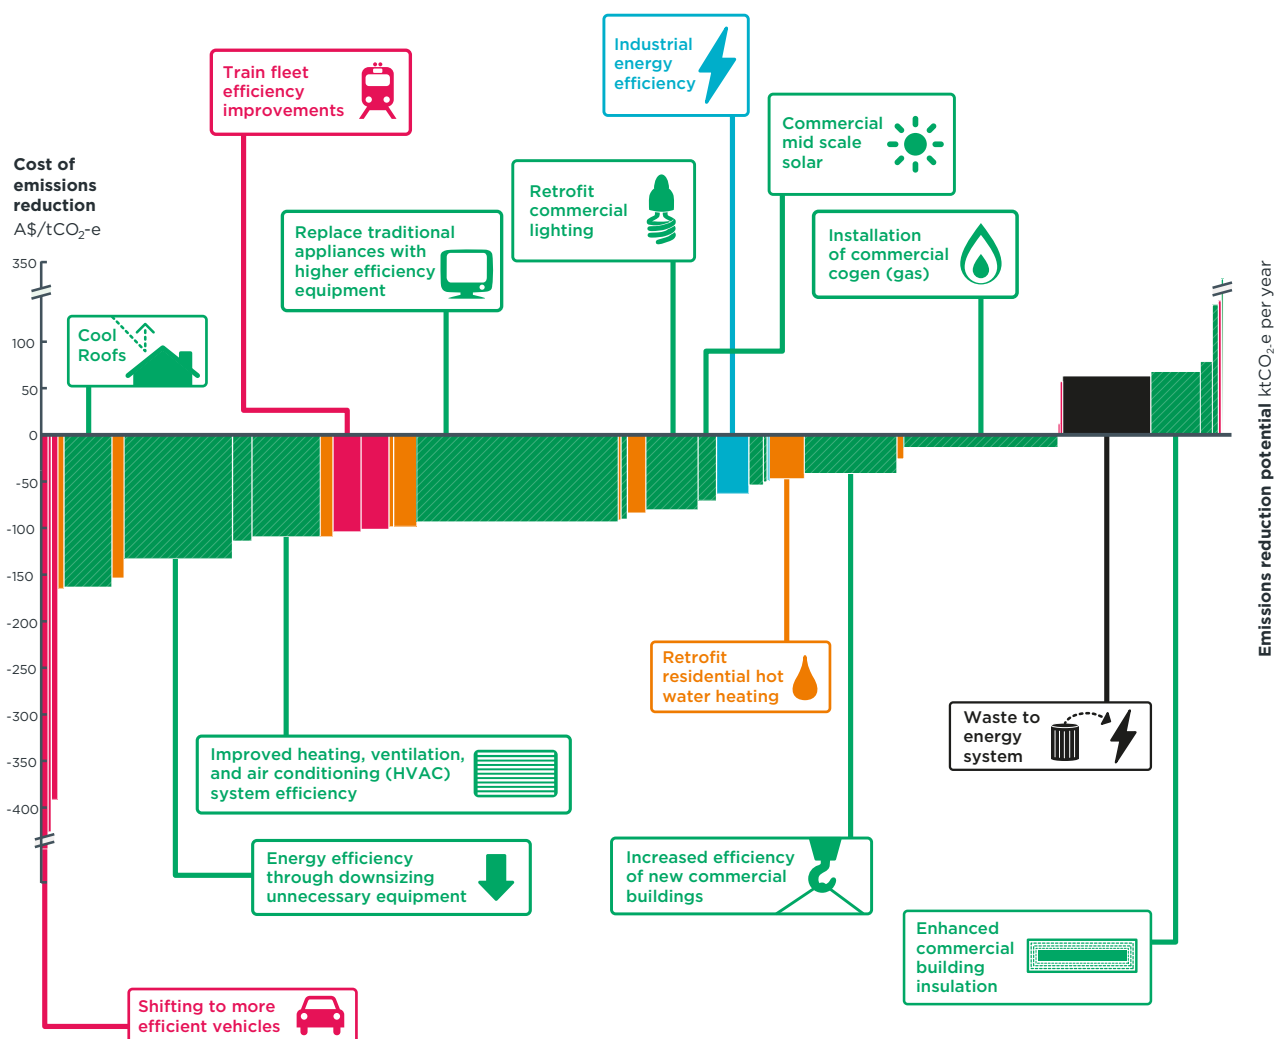 Industrial
energy
efficiency
Train fleet
efficiency
improvements
Commercial
mid scale
solar
Cost of
emissions
reduction
A$/tCO2-e
Retrofit
commercial
lighting
Replace traditional
appliances with
higher efficiency
equipment
Installation
of commercial
cogen (gas)
Cool
Roofs
350
100
50
0
-50
-100
-150
-200
-250
-300
-350
-400
Emissions reduction potential ktCO2-e per year
Retrofit
residential hot
water heating
Waste to
energy
system
Improved heating, ventilation,
and air conditioning (HVAC)
system efficiency
Energy efficiency
through downsizing
unnecessary equipment
Increased efficiency
of new commercial
buildings
Enhanced
commercial
building
insulation
Shifting to more
efficient vehicles